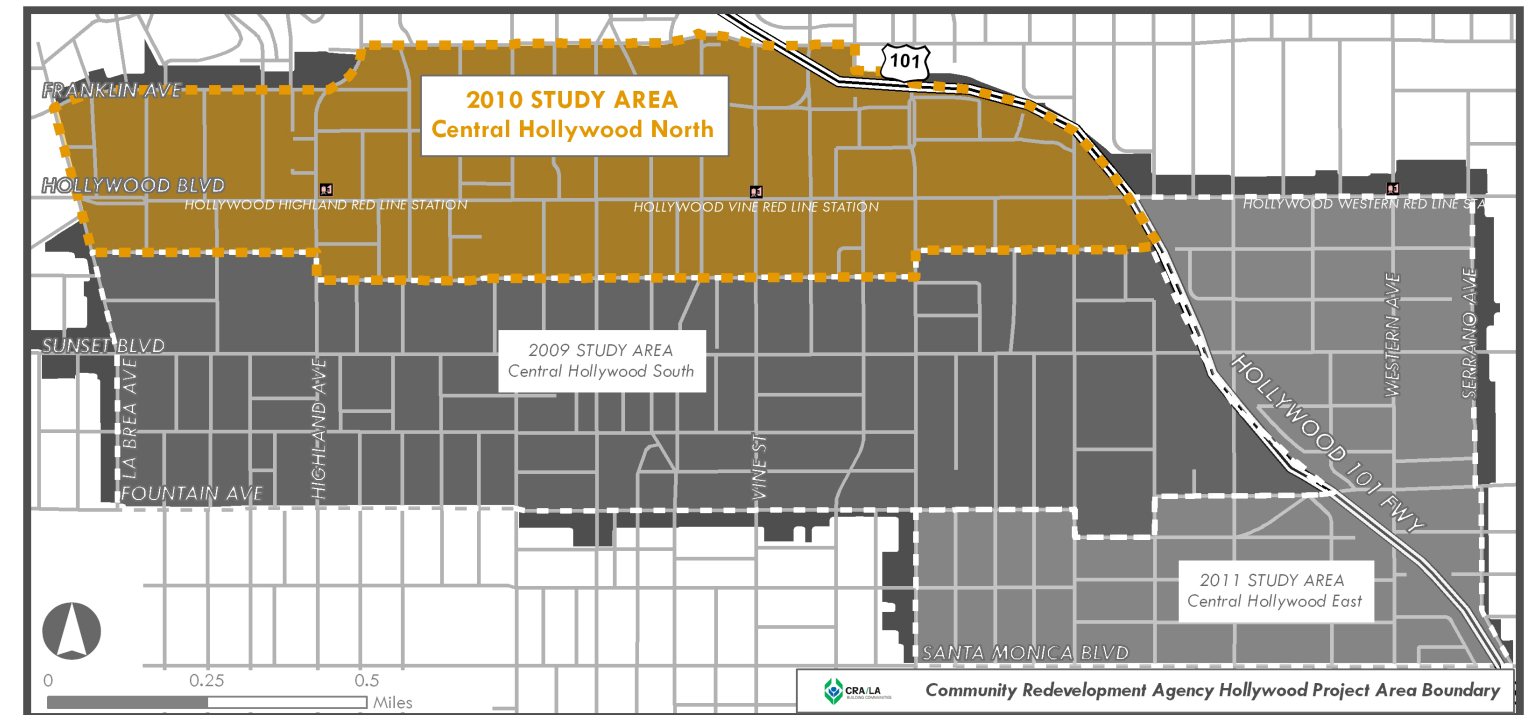 101
FRANKLIN AVE
2010 STUDY AREA
Central Hollywood North
HOLLYWOOD BLVD
HOLLYWOOD HIGHLAND RED LINE STATION
HOLLYWOOD VINE RED LINE STATION
HOLLYWOOD WESTERN RED LINE STA
SUNSET BLVD
2009 STUDY AREA
Central Hollywood South
LA BREA AVE
HIGHLAND AVE
VINE ST
WESTERN AVE
SERRANO AVE
HOLLYWOOD 101 FWY
FOUNTAIN AVE
2011 STUDY AREA
Central Hollywood East
SANTA MONICA BLVD
0 0.25 0.5
Miles
CRA/LA
BUILDING COMMUNITIES
Community Redevelopment Agency Hollywood Project Area Boundary